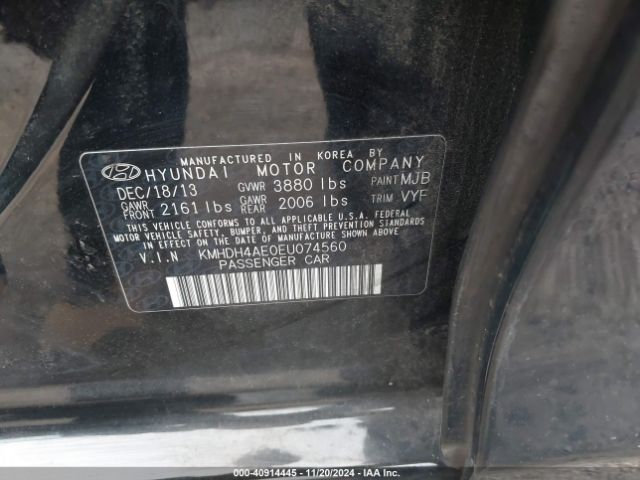 MANUFACTURED IN KOREA BY
HYUNDAI MOTOR COMPANY
DEC/18/13 GVWR 3880 lbs PAINT MJB
GAWR FRONT 2161 lbs GAWR REAR 2006 lbs TRIM VYF
THIS VEHICLE CONFORMS TO ALL APPLICABLE U.S.A. FEDERAL
MOTOR VEHICLE SAFETY, BUMPER, AND THEFT PREVENTION STANDARDS
IN EFFECT ON THE DATE OF MANUFACTURE SHOWN ABOVE.
V.I.N KMHDH4AE0EU074560
PASSENGER CAR
000-40914445 - 11/20/2024 - IAA Inc.